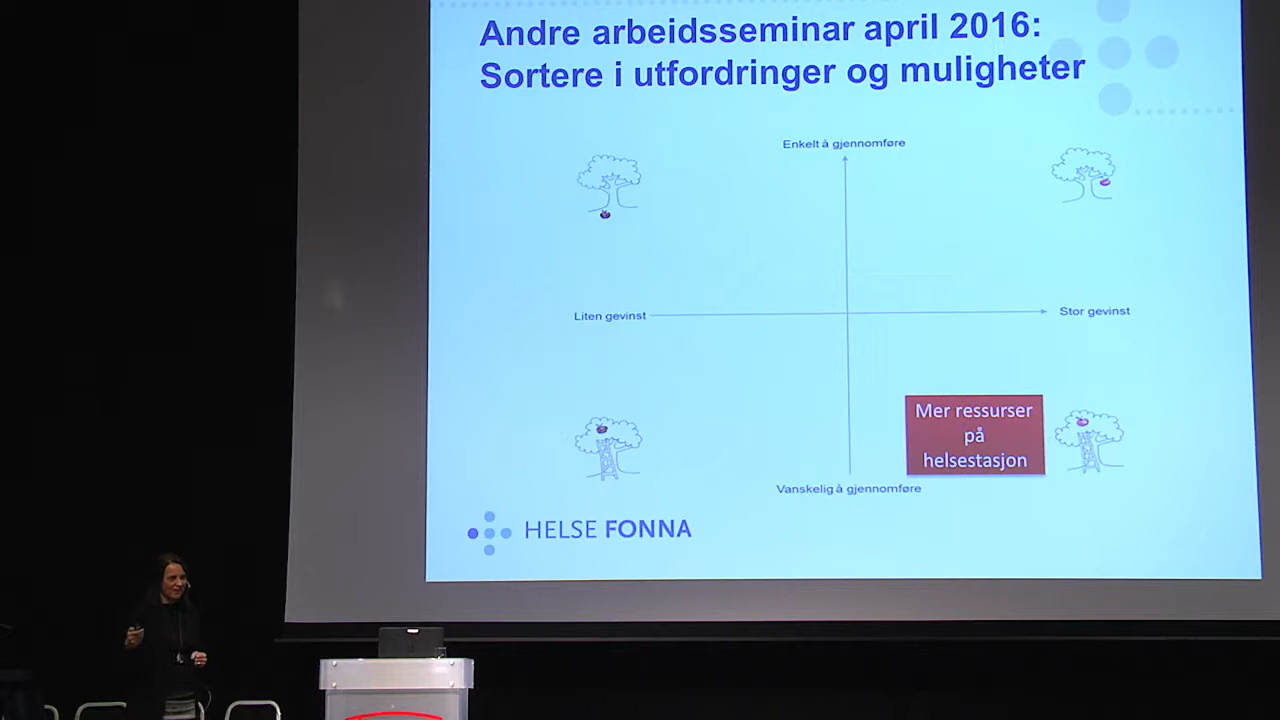 Andre arbeidsseminar april 2016:
Sortere i utfordringer og muligheter
Enkelt å gjennomføre
Liten gevinst
Stor gevinst
Mer ressurser
på
helsestasjon
Vanskelig å gjennomføre
HELSE FONNA